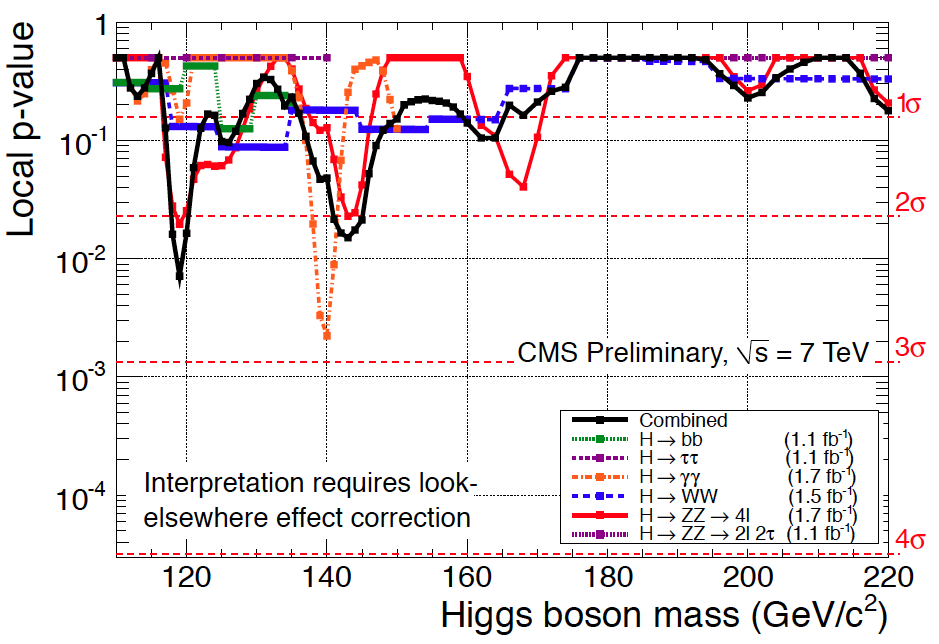 Local p-value
1
10-1
10-2
10-3
10-4
1σ
2σ
3σ
4σ
CMS Preliminary, √s = 7 TeV
Interpretation requires look-
elsewhere effect correction
Combined
H → bb (1.1 fb-1)
H → ττ (1.1 fb-1)
H → γγ (1.7 fb-1)
H → WW (1.5 fb-1)
H → ZZ → 4l (1.7 fb-1)
H → ZZ → 2l 2τ (1.1 fb-1)
120 140 160 180 200 220
Higgs boson mass (GeV/c2)